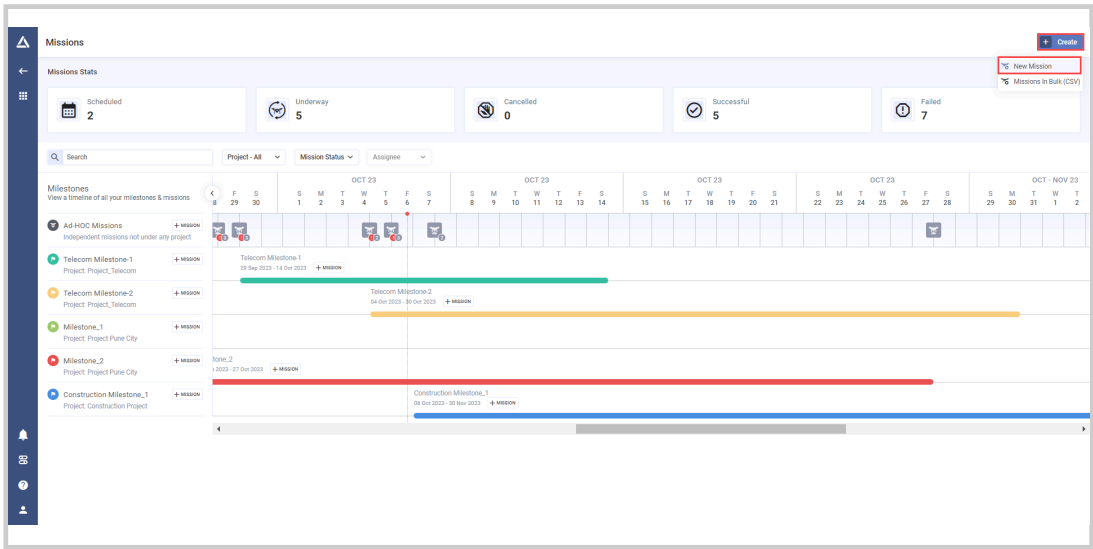 Missions
+ Create
New Mission
Missions In Bulk (CSV)
Missions Stats
Scheduled
2
Underway
5
Cancelled
0
Successful
5
Failed
7
Search
Project - All
Mission Status
Assignee
Milestones
View a timeline of all your milestones & missions
OCT 23 OCT 23 OCT 23 OCT 23 OCT - NOV 23
F S S M T W T F S S M T W T F S S M T W T F S S M T W T F S S M T W T
8 29 30 1 2 3 4 5 6 7 8 9 10 11 12 13 14 15 16 17 18 19 20 21 22 23 24 25 26 27 28 29 30 31 1 2
Ad-HOC Missions + MISSION
Independent missions not under any project
Telecom Milestone-1 + MISSION
Project: Project_Telecom
Telecom Milestone-1
29 Sep 2023 - 14 Oct 2023 + MISSION
Telecom Milestone-2 + MISSION
Project: Project_Telecom
Telecom Milestone-2
04 Oct 2023 - 30 Oct 2023 + MISSION
Milestone_1 + MISSION
Project: Project Pune City
Milestone_2 + MISSION
Project: Project Pune City
tone_2
2023 - 27 Oct 2023 + MISSION
Construction Milestone_1 + MISSION
Project: Construction Project
Construction Milestone_1
06 Oct 2023 - 30 Nov 2023 + MISSION